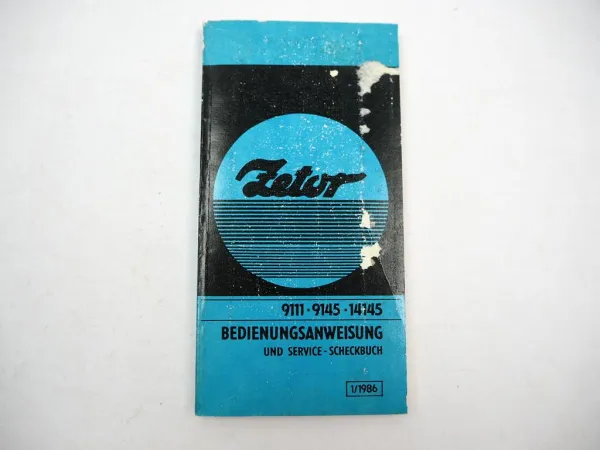 Zetor
9111 · 9145 · 14145
BEDIENUNGSANWEISUNG
UND SERVICE - SCHECKBUCH
1/1986